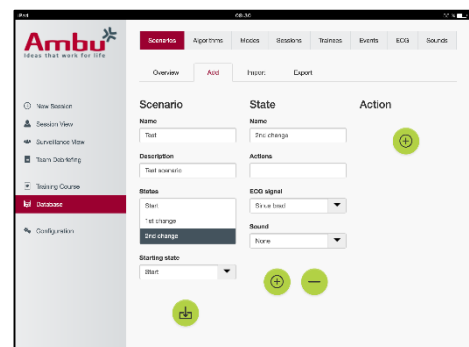 iPad
08.30
Ambu
Ideas that work for life
Scenarios
Algorithms
Modes
Sessions
Trainees
Events
ECG
Sounds
Overview
Add
Import
Export
New Session
Session View
Surveillance View
Team Debriefing
Training Course
Database
Configuration
Scenario
Name
Test
Description
Test scenario
States
Start
1st change
2nd change
Starting state
Start
State
Name
2nd change
Actions
ECG signal
Sound
None
Action